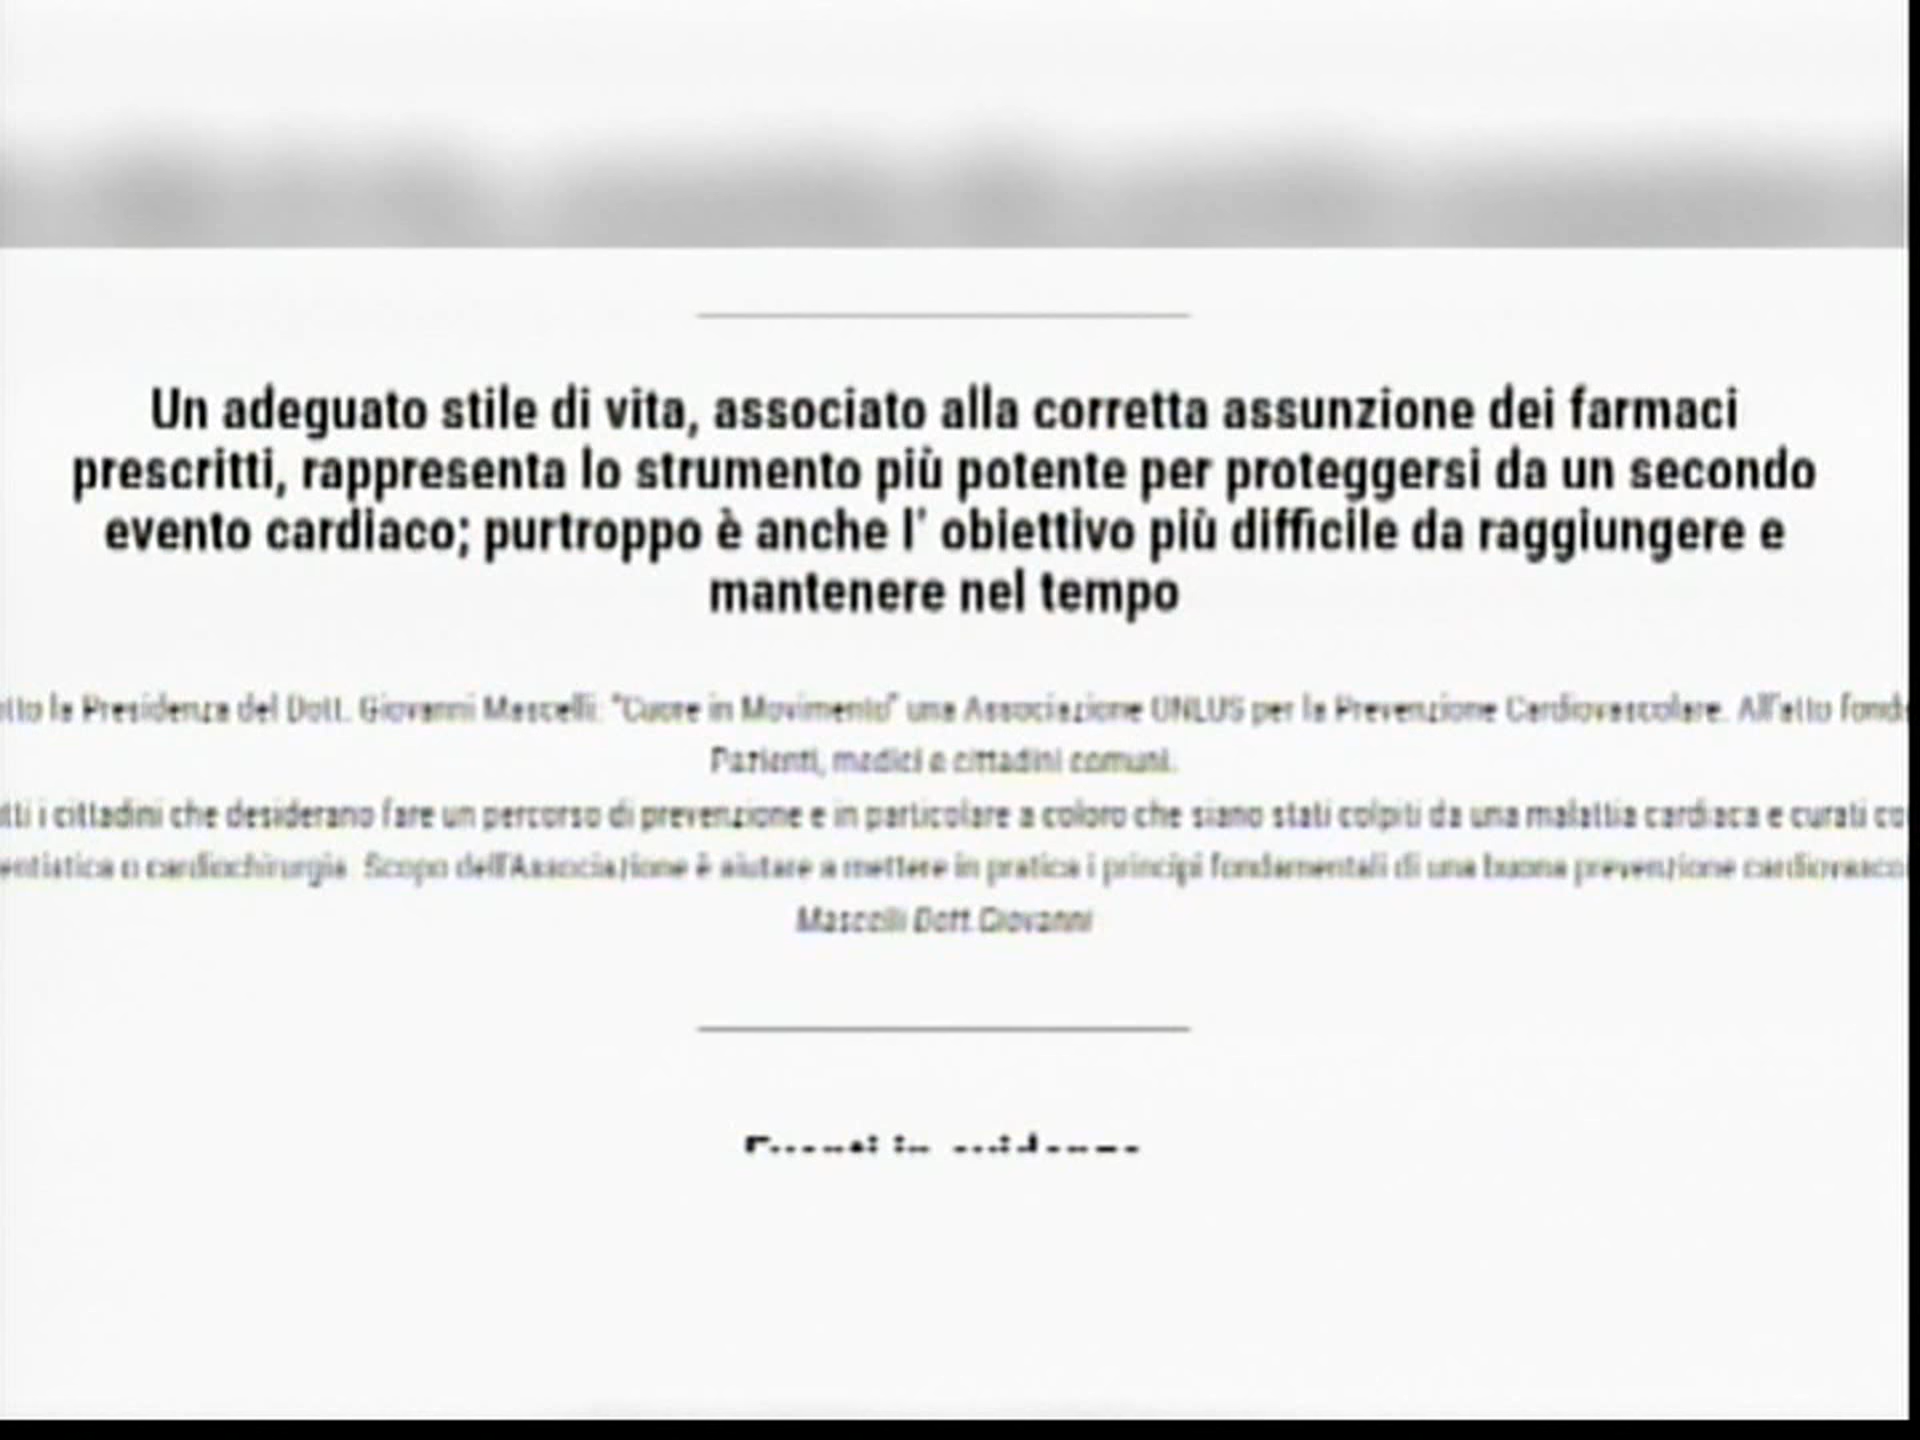 Un adeguato stile di vita, associato alla corretta assunzione dei farmaci
prescritti, rappresenta lo strumento più potente per proteggersi da un secondo
evento cardiaco; purtroppo è anche l' obiettivo più difficile da raggiungere e
mantenere nel tempo
la Presidenza del Dott. Giovanni Mascelli: "Cuore in Movimento" una Associazione ONLUS per la Prevenzione Cardiovascolare. All'atto
Pazienti, medici e cittadini comuni.
i cittadini che desiderano fare un percorso di prevenzione e in particolare a coloro che siano stati colpiti da una malattia cardiaca e curati
o cardiochirurgia. Scopo dell'Associazione è aiutare a mettere in pratica i principi fondamentali di una buona prevenzione
Mascelli Dott. Giovanni